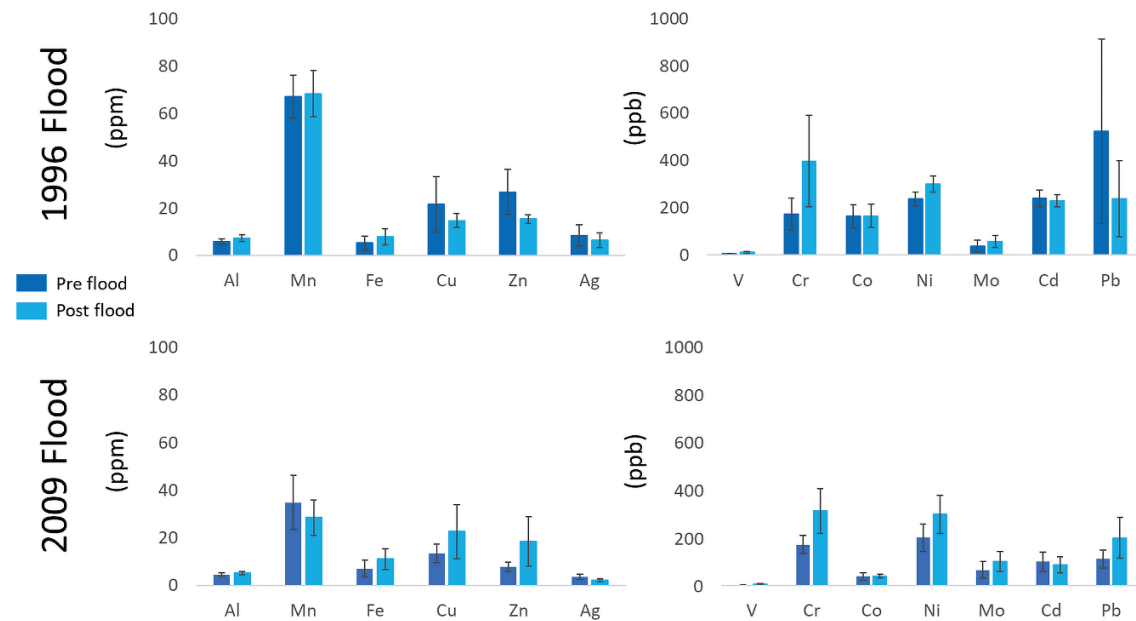 1996 Flood
(ppm)
100
80
60
40
20
0
Al Mn Fe Cu Zn Ag
(ppb)
1000
800
600
400
200
0
V Cr Co Ni Mo Cd Pb
Pre flood
Post flood
2009 Flood
(ppm)
100
80
60
40
20
0
Al Mn Fe Cu Zn Ag
(ppb)
1000
800
600
400
200
0
V Cr Co Ni Mo Cd Pb